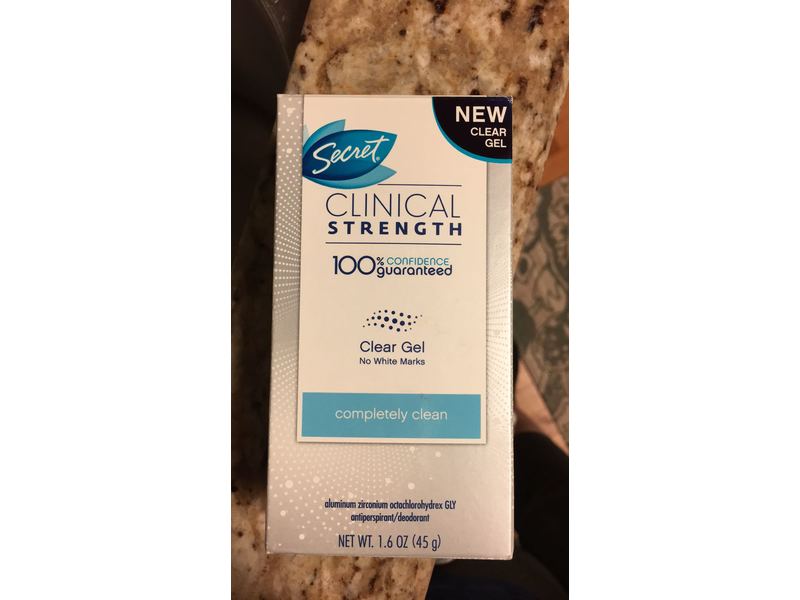 NEW
CLEAR
GEL
Secret®
CLINICAL
STRENGTH
100% CONFIDENCE
guaranteed
Clear Gel
No White Marks
completely clean
aluminum zirconium octachlorohydrex GLY
antiperspirant/deodorant
NET WT. 1.6 OZ (45 g)